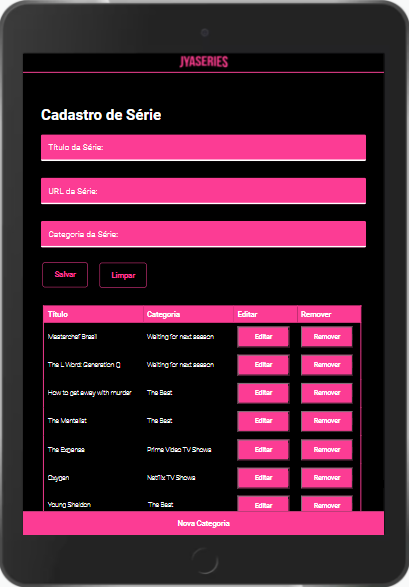 JYASERIES
Cadastro de Série
Título da Série:
URL da Série:
Categoria da Série:
Salvar Limpar
Título Categoria Editar Remover
Masterchef Brasil Waiting for next season Editar Remover
The L Word: Generation Q Waiting for next season Editar Remover
How to get away with murder The Best Editar Remover
The Mentalist The Best Editar Remover
The Expanse Prime Video TV Shows Editar Remover
Oxygen Netflix TV Shows Editar Remover
Young Sheldon The Best Editar Remover
Nova Categoria